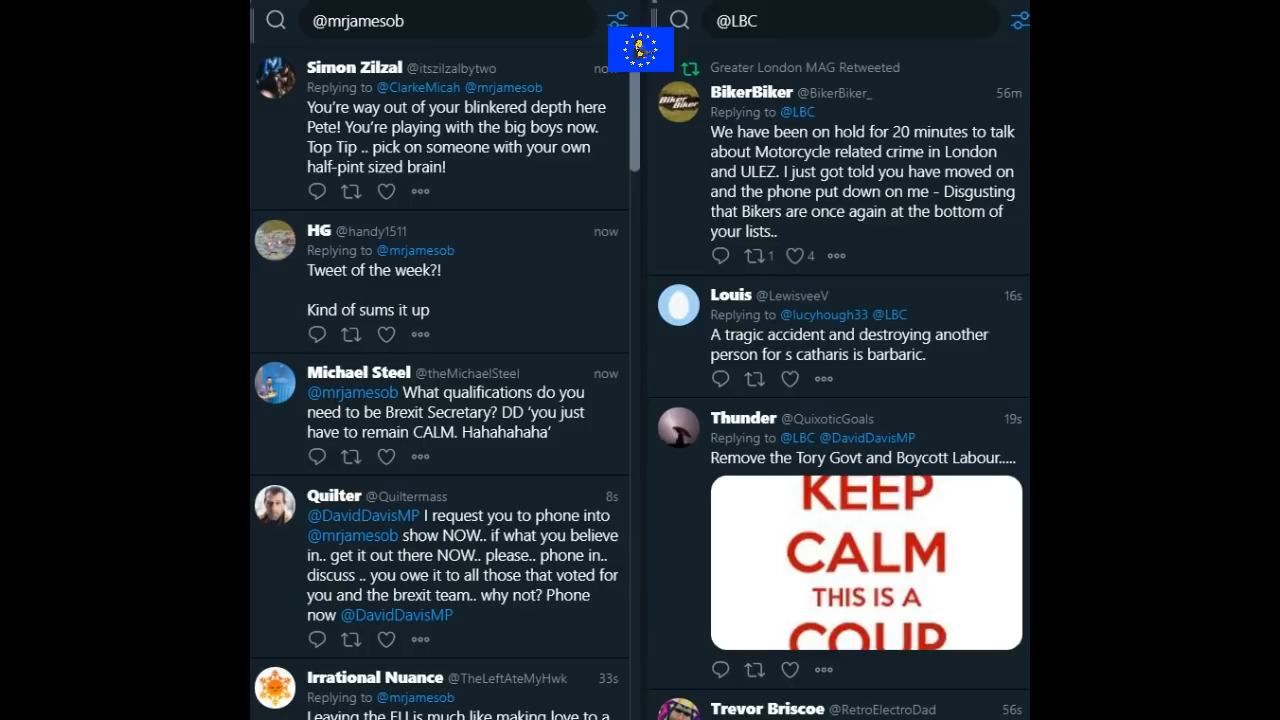 @mrjamesob
Simon Zilzal @itszilzalbytwo now
Replying to @ClarkeMicah @mrjamesob
You're way out of your blinkered depth here
Pete! You're playing with the big boys now.
Top Tip .. pick on someone with your own
half-pint sized brain!
HG @handy1511 now
Replying to @mrjamesob
Tweet of the week?!
Kind of sums it up
Michael Steel @theMichaelSteel now
@mrjamesob What qualifications do you
need to be Brexit Secretary? DD 'you just
have to remain CALM. Hahahahaha'
Quilter @Quiltermass 8s
@DavidDavisMP I request you to phone into
@mrjamesob show NOW.. if what you believe
in.. get it out there NOW.. please.. phone in..
discuss .. you owe it to all those that voted for
you and the brexit team.. why not? Phone
now @DavidDavisMP
Irrational Nuance @TheLeftAteMyHwk 33s
Replying to @mrjamesob
Leaving the EU is much like making love to a
@LBC
Greater London MAG Retweeted
BikerBiker @BikerBiker_ 56m
Replying to @LBC
We have been on hold for 20 minutes to talk
about Motorcycle related crime in London
and ULEZ. I just got told you have moved on
and the phone put down on me - Disgusting
that Bikers are once again at the bottom of
your lists..
1 4
Louis @LewisveeV 16s
Replying to @lucyhough33 @LBC
A tragic accident and destroying another
person for s catharis is barbaric.
Thunder @QuixoticGoals 19s
Replying to @LBC @DavidDavisMP
Remove the Tory Govt and Boycott Labour.....
KEEP
CALM
THIS IS A
COUP
Trevor Briscoe @RetroElectroDad 56s